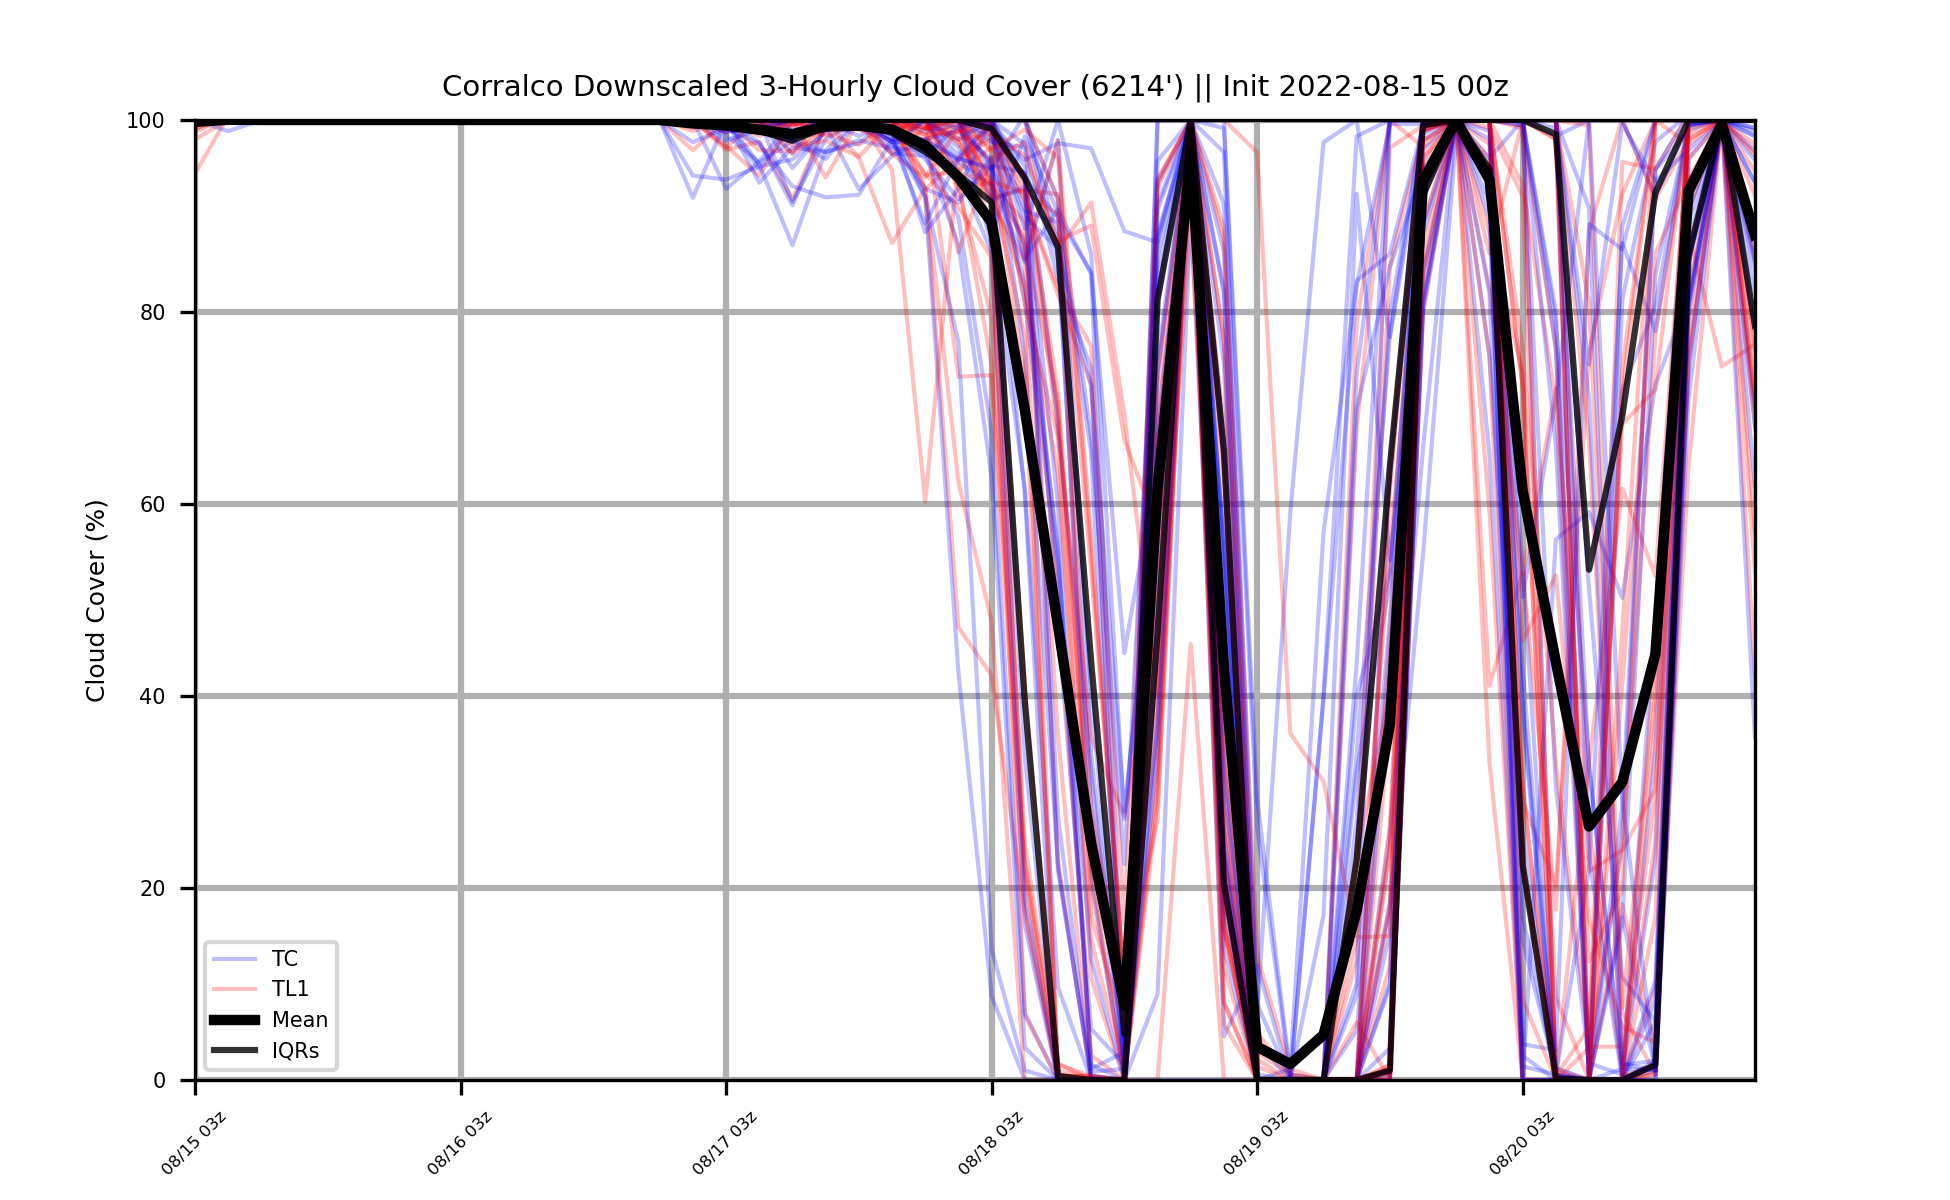 Corralco Downscaled 3-Hourly Cloud Cover (6214') || Init 2022-08-15 00z
Cloud Cover (%)
100
80
60
40
20
0
TC
TL1
Mean
IQRs
08/15 03z
08/16 03z
08/17 03z
08/18 03z
08/19 03z
08/20 03z